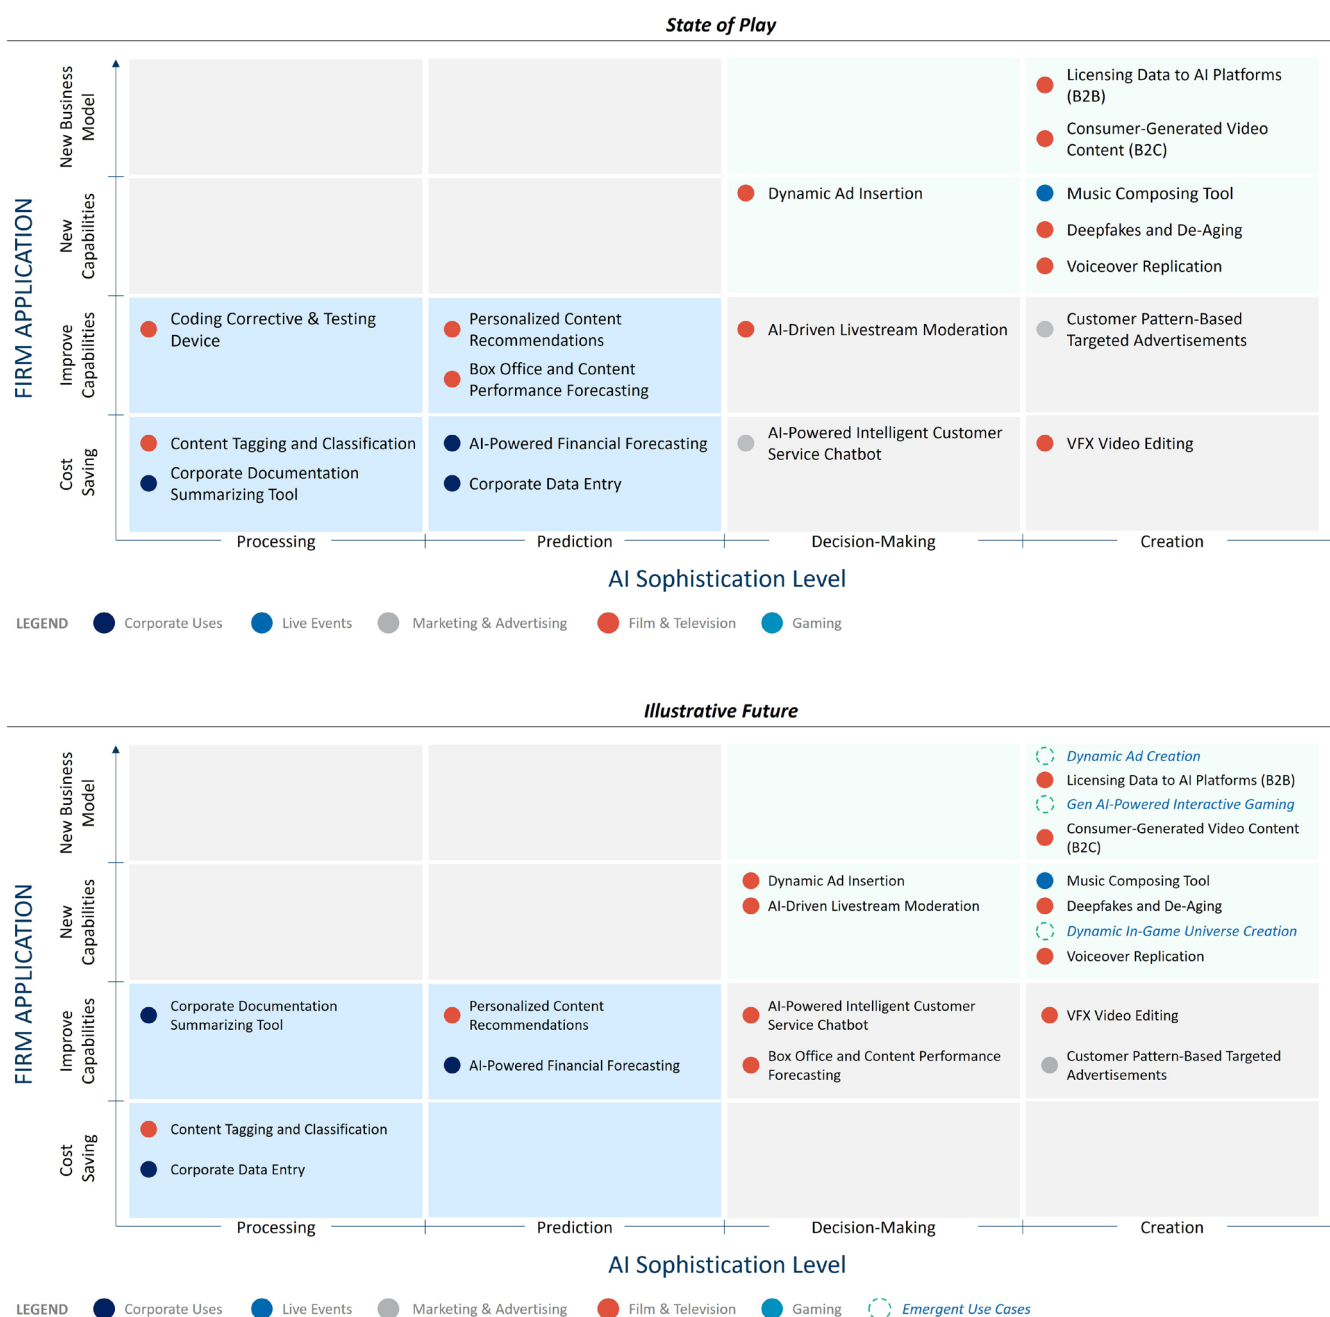 State of Play
FIRM APPLICATION
New Business
Model
Licensing Data to AI Platforms
(B2B)
Consumer-Generated Video
Content (B2C)
New
Capabilities
Dynamic Ad Insertion
Music Composing Tool
Deepfakes and De-Aging
Voiceover Replication
Improve
Capabilities
Coding Corrective & Testing
Device
Personalized Content
Recommendations
Box Office and Content
Performance Forecasting
AI-Driven Livestream Moderation
Customer Pattern-Based
Targeted Advertisements
Cost
Saving
Content Tagging and Classification
Corporate Documentation
Summarizing Tool
AI-Powered Financial Forecasting
Corporate Data Entry
AI-Powered Intelligent Customer
Service Chatbot
VFX Video Editing
Processing
Prediction
Decision-Making
Creation
AI Sophistication Level
LEGEND
Corporate Uses
Live Events
Marketing & Advertising
Film & Television
Gaming
Illustrative Future
FIRM APPLICATION
New Business
Model
Dynamic Ad Creation
Licensing Data to AI Platforms (B2B)
Gen AI-Powered Interactive Gaming
Consumer-Generated Video Content
(B2C)
New
Capabilities
Dynamic Ad Insertion
AI-Driven Livestream Moderation
Music Composing Tool
Deepfakes and De-Aging
Dynamic In-Game Universe Creation
Voiceover Replication
Improve
Capabilities
Corporate Documentation
Summarizing Tool
Personalized Content
Recommendations
AI-Powered Financial Forecasting
AI-Powered Intelligent Customer
Service Chatbot
Box Office and Content Performance
Forecasting
VFX Video Editing
Customer Pattern-Based Targeted
Advertisements
Cost
Saving
Content Tagging and Classification
Corporate Data Entry
Processing
Prediction
Decision-Making
Creation
AI Sophistication Level
LEGEND
Corporate Uses
Live Events
Marketing & Advertising
Film & Television
Gaming
Emergent Use Cases